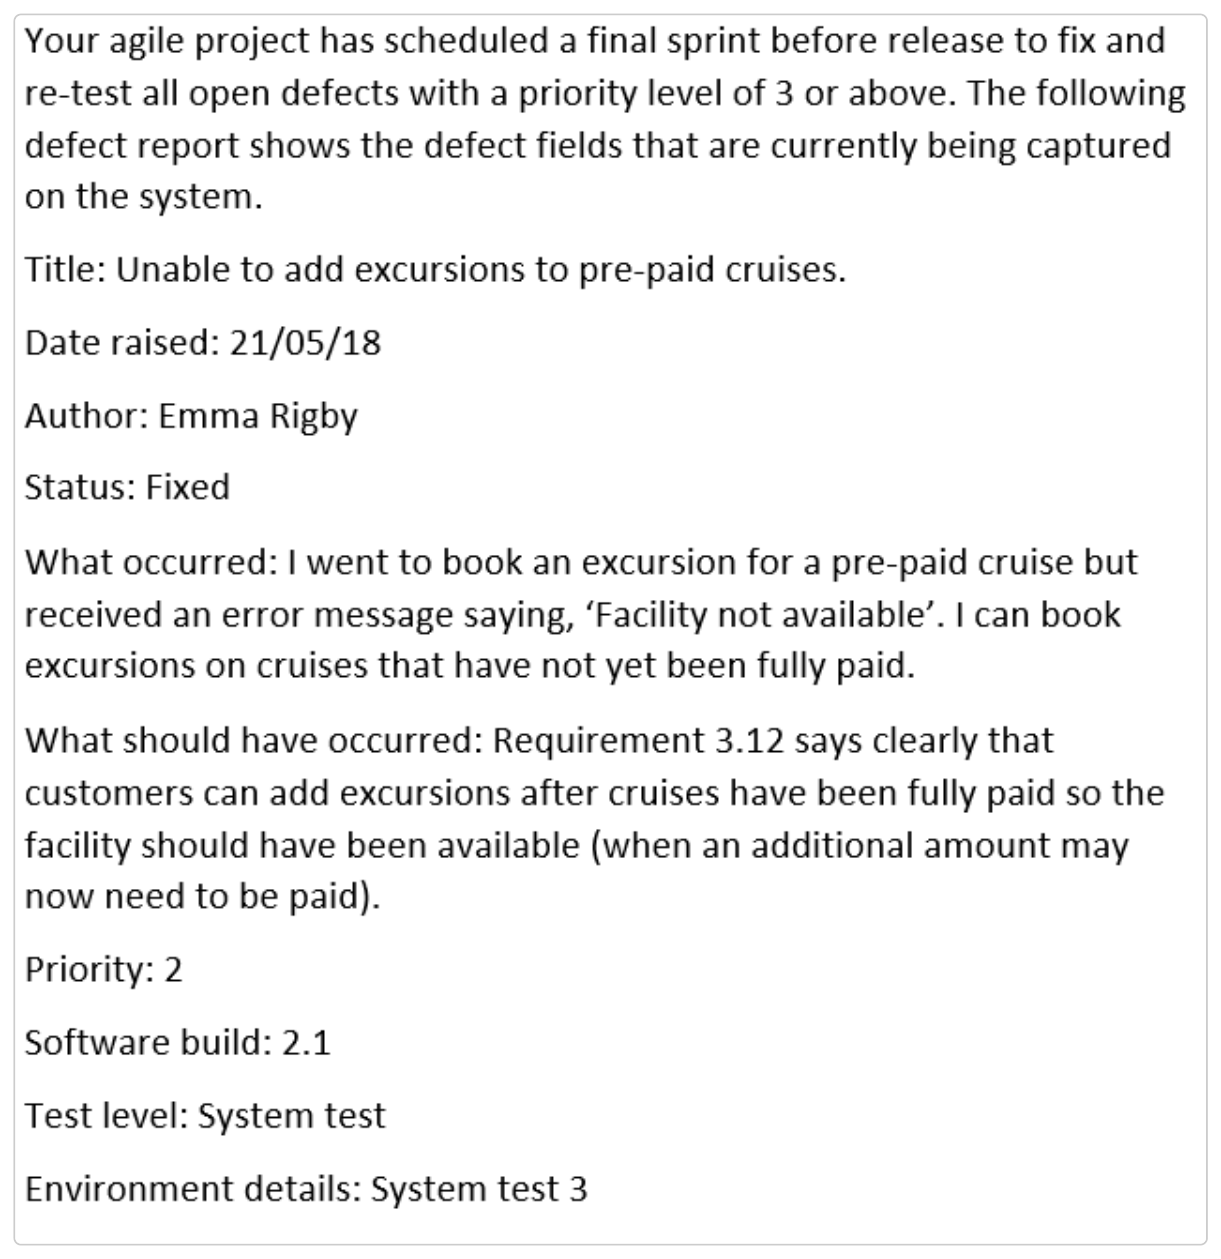 Your agile project has scheduled a final sprint before release to fix and
re-test all open defects with a priority level of 3 or above. The following
defect report shows the defect fields that are currently being captured
on the system.
Title: Unable to add excursions to pre-paid cruises.
Date raised: 21/05/18
Author: Emma Rigby
Status: Fixed
What occurred: I went to book an excursion for a pre-paid cruise but
received an error message saying, ‘Facility not available’. I can book
excursions on cruises that have not yet been fully paid.
What should have occurred: Requirement 3.12 says clearly that
customers can add excursions after cruises have been fully paid so the
facility should have been available (when an additional amount may
now need to be paid).
Priority: 2
Software build: 2.1
Test level: System test
Environment details: System test 3